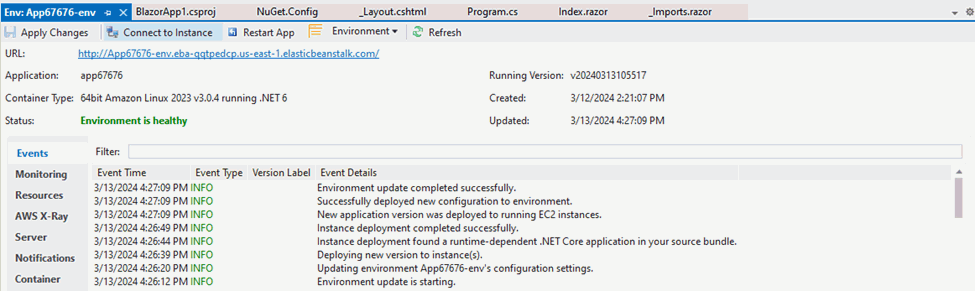 Env: App67676-env BlazorApp1.csproj NuGet.Config _Layout.cshtml Program.cs Index.razor _Imports.razor
Apply Changes Connect to Instance Restart App Environment Refresh
URL: http://App67676-env.eba-qqtpedcp.us-east-1.elasticbeanstalk.com/
Application: app67676 Running Version: v20240313105517
Container Type: 64bit Amazon Linux 2023 v3.0.4 running .NET 6 Created: 3/12/2024 2:21:07 PM
Status: Environment is healthy Updated: 3/13/2024 4:27:09 PM
Events Filter:
Monitoring
Resources
AWS X-Ray
Server
Notifications
Container
Event Time Event Type Version Label Event Details
3/13/2024 4:27:09 PM INFO Environment update completed successfully.
3/13/2024 4:27:09 PM INFO Successfully deployed new configuration to environment.
3/13/2024 4:27:09 PM INFO New application version was deployed to running EC2 instances.
3/13/2024 4:26:49 PM INFO Instance deployment completed successfully.
3/13/2024 4:26:44 PM INFO Instance deployment found a runtime-dependent .NET Core application in your source bundle.
3/13/2024 4:26:39 PM INFO Deploying new version to instance(s).
3/13/2024 4:26:20 PM INFO Updating environment App67676-env's configuration settings.
3/13/2024 4:26:12 PM INFO Environment update is starting.